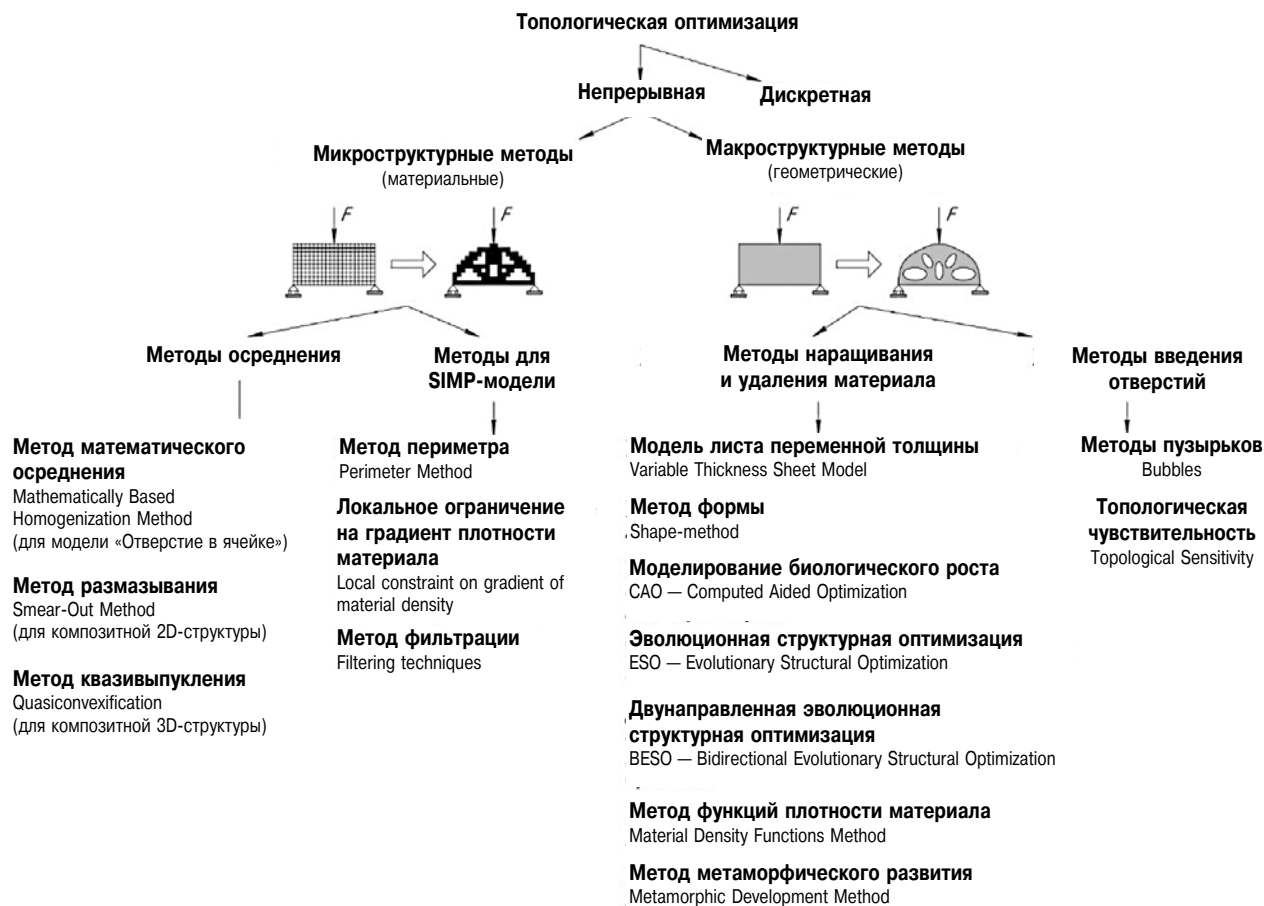 Топологическая оптимизация
Непрерывная
Дискретная
Микроструктурные методы
(материальные)
Макроструктурные методы
(геометрические)
F
F
F
F
Методы осреднения
Методы для
SIMP-модели
Методы наращивания
и удаления материала
Методы введения
отверстий
Метод математического
осреднения
Mathematically Based
Homogenization Method
(для модели «Отверстие в ячейке»)
Метод размазывания
Smear-Out Method
(для композитной 2D-структуры)
Метод квазивыпукления
Quasiconvexification
(для композитной 3D-структуры)
Метод периметра
Perimeter Method
Локальное ограничение
на градиент плотности
материала
Local constraint on gradient of
material density
Метод фильтрации
Filtering techniques
Модель листа переменной толщины
Variable Thickness Sheet Model
Метод формы
Shape-method
Моделирование биологического роста
CAO — Computed Aided Optimization
Эволюционная структурная оптимизация
ESO — Evolutionary Structural Optimization
Двунаправленная эволюционная
структурная оптимизация
BESO — Bidirectional Evolutionary Structural Optimization
Метод функций плотности материала
Material Density Functions Method
Метод метаморфического развития
Metamorphic Development Method
Методы пузырьков
Bubbles
Топологическая
чувствительность
Topological Sensitivity